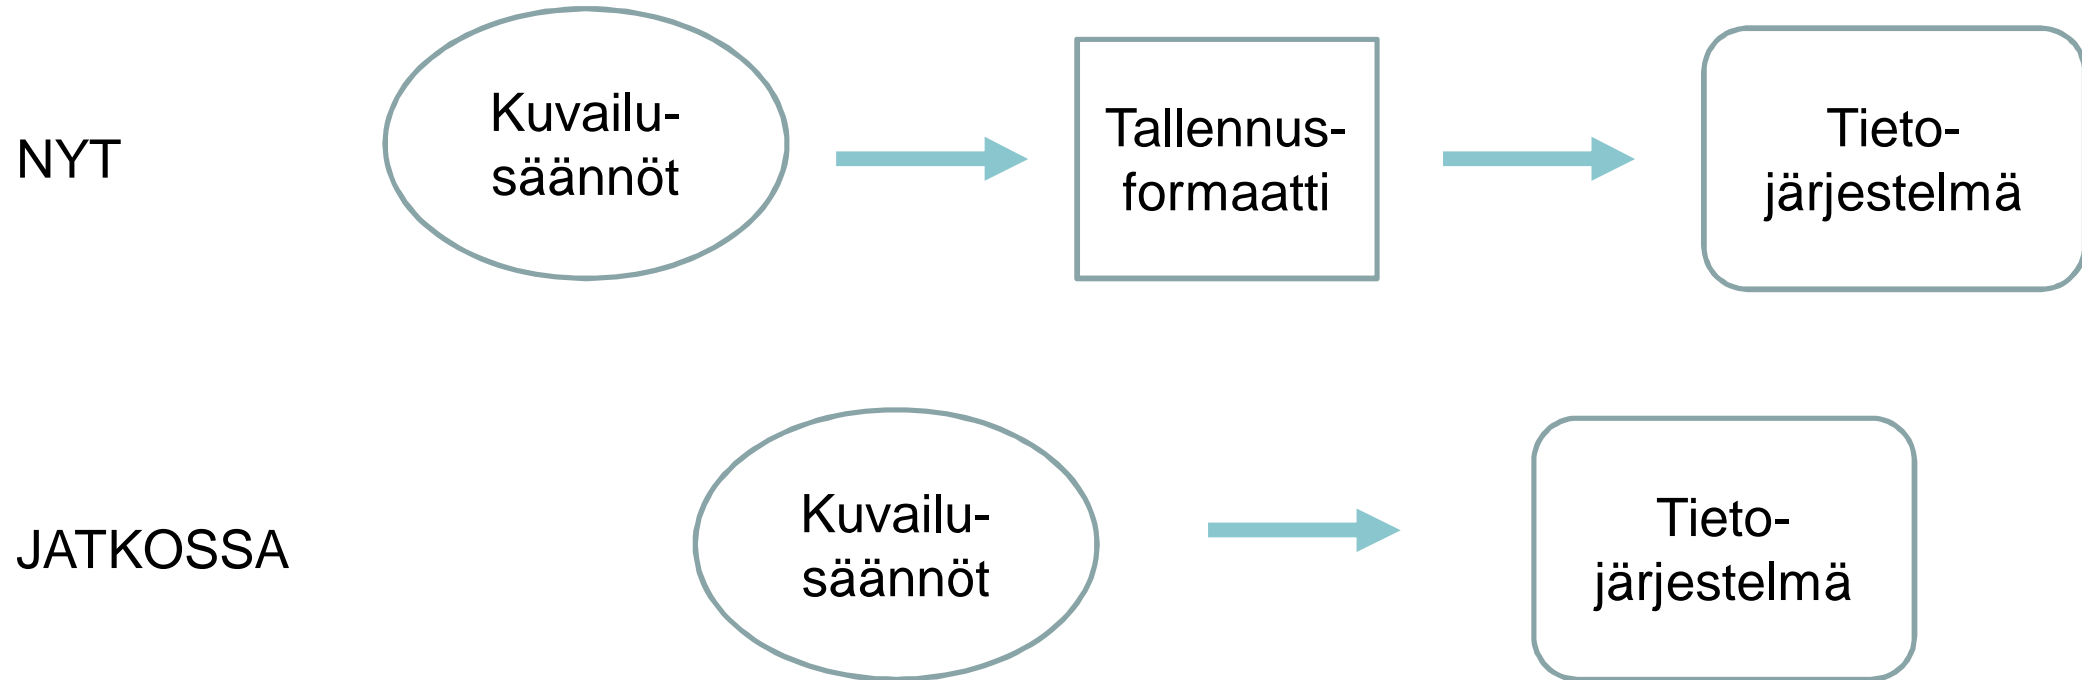 NYT
Kuvailu-
säännöt
Tallennus-
formaatti
Tieto-
järjestelmä
JATKOSSA
Kuvailu-
säännöt
Tieto-
järjestelmä